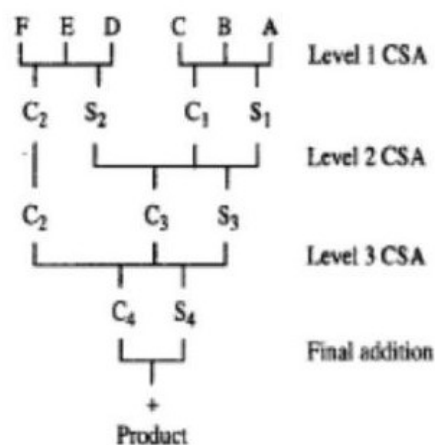 F E D C B A
Level 1 CSA
C₂ S₂ C₁ S₁
Level 2 CSA
C₂ C₃ S₃
Level 3 CSA
C₄ S₄
Final addition
+
Product